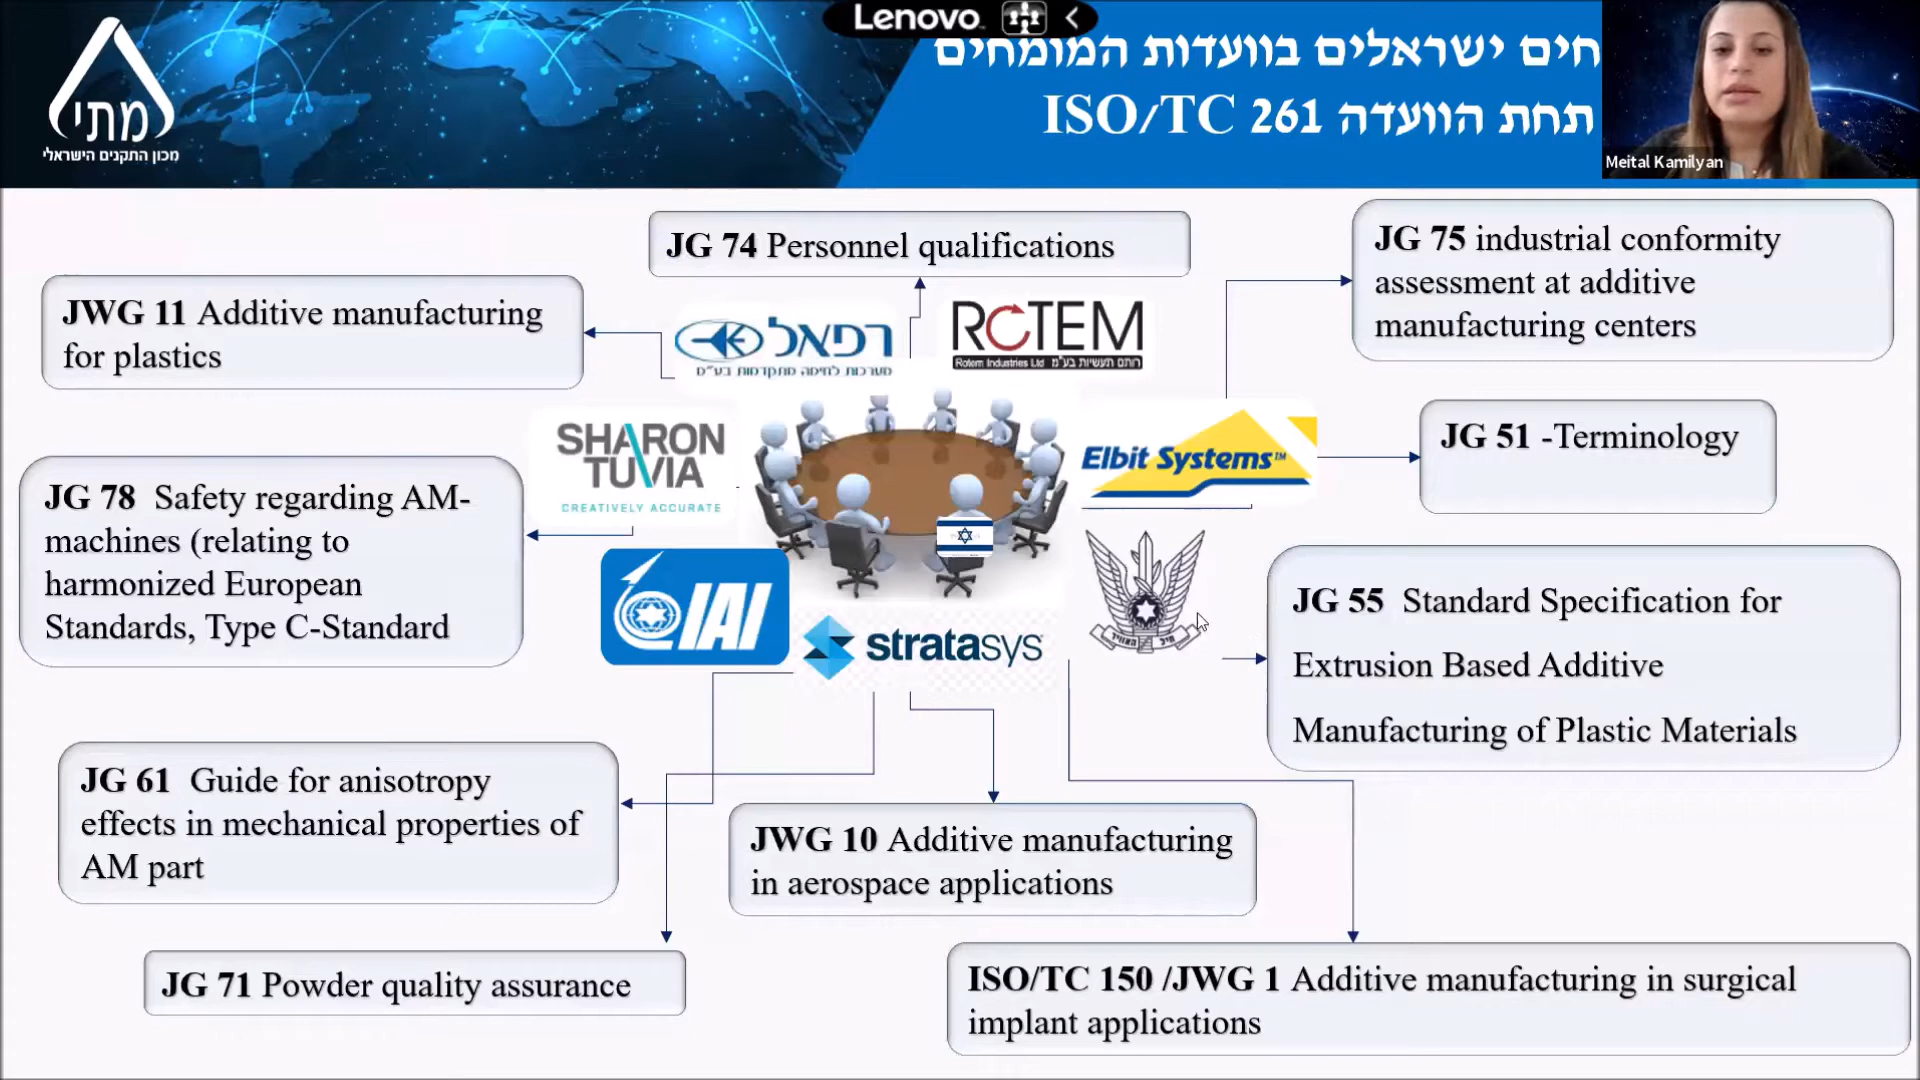 Lenovo
חים ישראלים בוועדות המומחים
תחת הוועדה ISO/TC 261
מתי
מכון התקנים הישראלי
Meital Kamilyan
JG 74 Personnel qualifications
JG 75 industrial conformity
assessment at additive
manufacturing centers
JWG 11 Additive manufacturing
for plastics
רפאל
מערכות לחימה מתקדמות בע"מ
ROTEM
Rotem Industries Ltd רותם תעשיות בע"מ
SHARON
TUVIA
CREATIVELY ACCURATE
Elbit Systems™
JG 51 -Terminology
JG 78 Safety regarding AM-
machines (relating to
harmonized European
Standards, Type C-Standard
IAI
stratasys
חיל האוויר
JG 55 Standard Specification for
Extrusion Based Additive
Manufacturing of Plastic Materials
JG 61 Guide for anisotropy
effects in mechanical properties of
AM part
JWG 10 Additive manufacturing
in aerospace applications
JG 71 Powder quality assurance
ISO/TC 150 /JWG 1 Additive manufacturing in surgical
implant applications